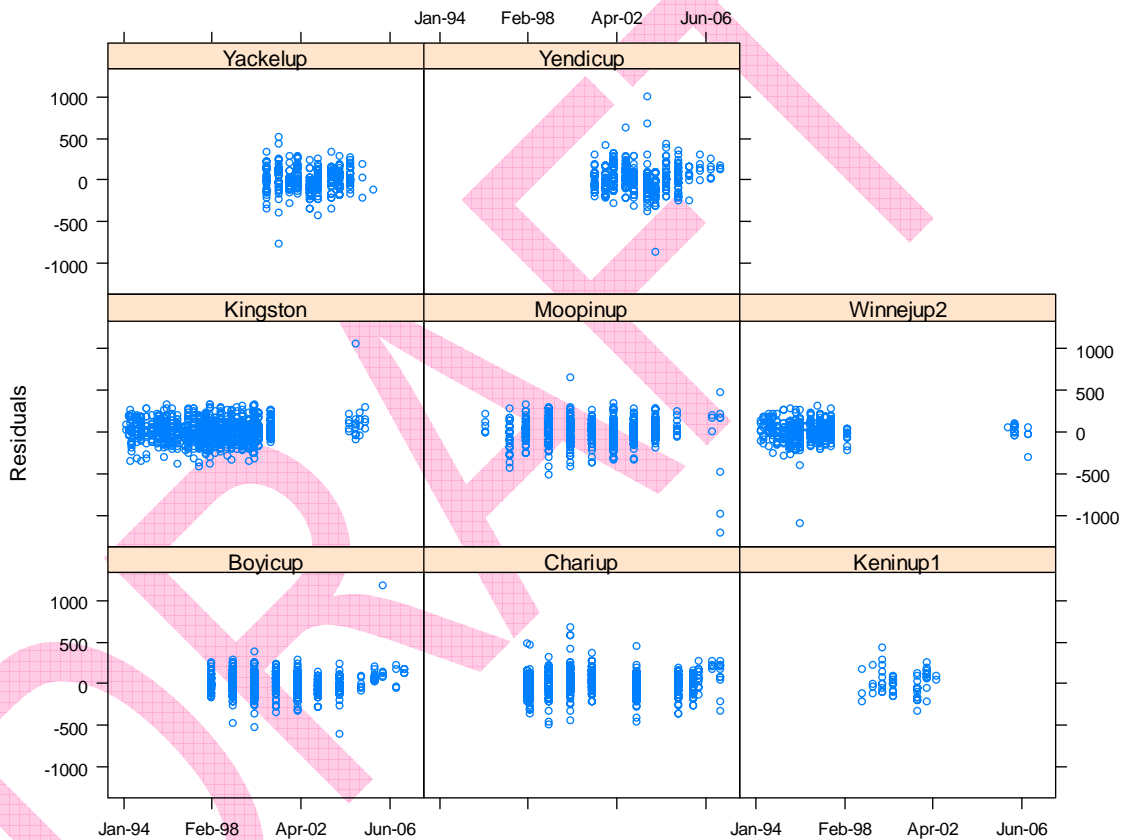 Jan-94 Feb-98 Apr-02 Jun-06
Yackelup Yendicup
1000
500
0
-500
-1000
Kingston Moopinup Winnejup2
1000
500
0
-500
-1000
Residuals
Boyicup Chariup Keninup1
1000
500
0
-500
-1000
Jan-94 Feb-98 Apr-02 Jun-06 Jan-94 Feb-98 Apr-02 Jun-06
DRAFT